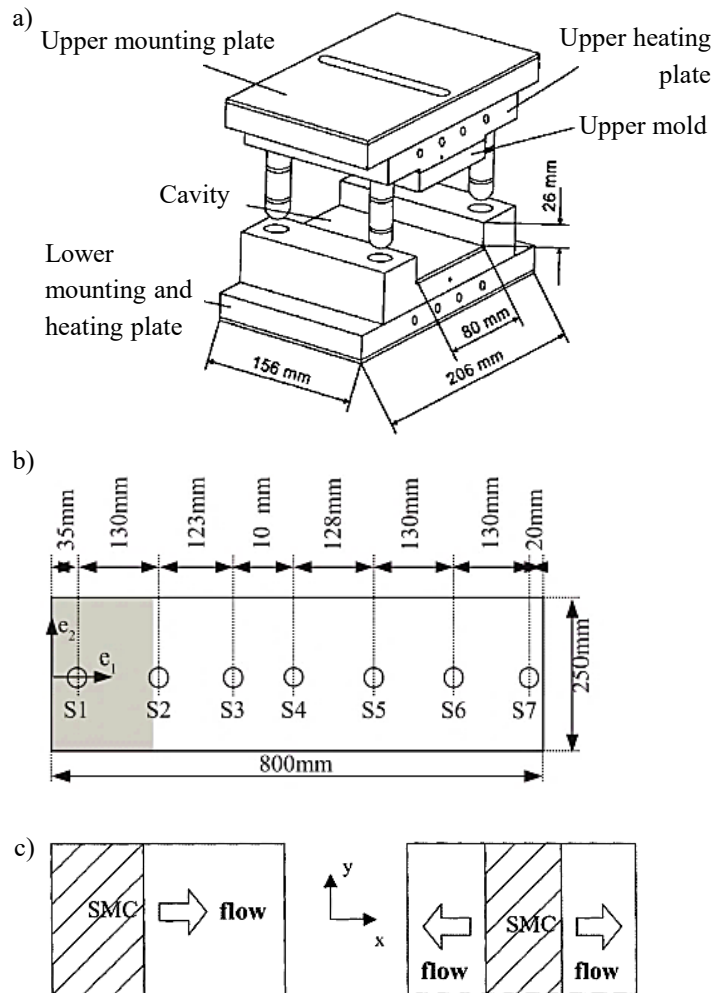 a)
Upper mounting plate
Upper heating
plate
Upper mold
Cavity
26 mm
Lower
mounting and
heating plate
80 mm
156 mm
206 mm
b)
35mm
130mm
123mm
10 mm
128mm
130mm
130mm
20mm
e2
e1
S1 S2 S3 S4 S5 S6 S7
250mm
800mm
c)
SMC flow
y
x
SMC
flow flow